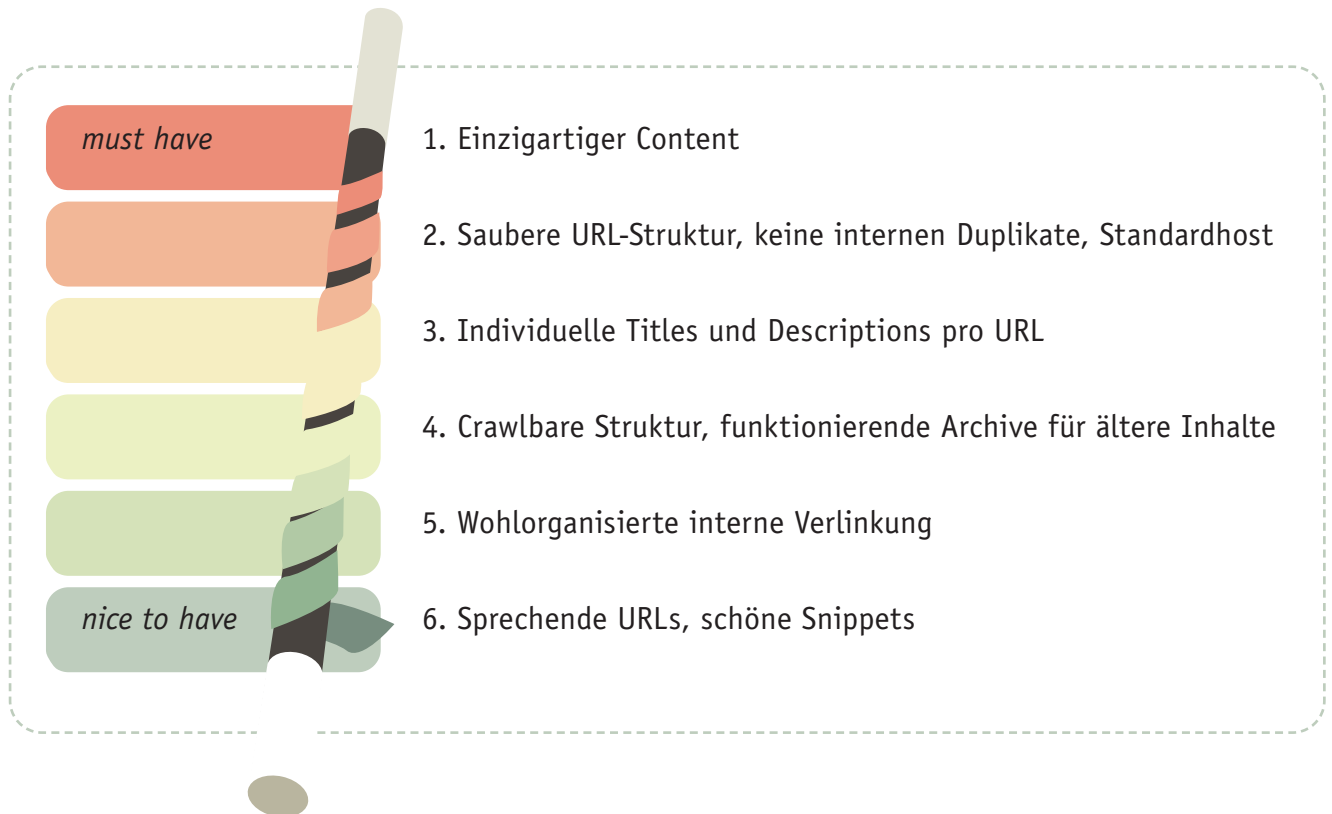 must have
1. Einzigartiger Content
2. Saubere URL-Struktur, keine internen Duplikate, Standardhost
3. Individuelle Titles und Descriptions pro URL
4. Crawlbare Struktur, funktionierende Archive für ältere Inhalte
5. Wohlorganisierte interne Verlinkung
nice to have
6. Sprechende URLs, schöne Snippets